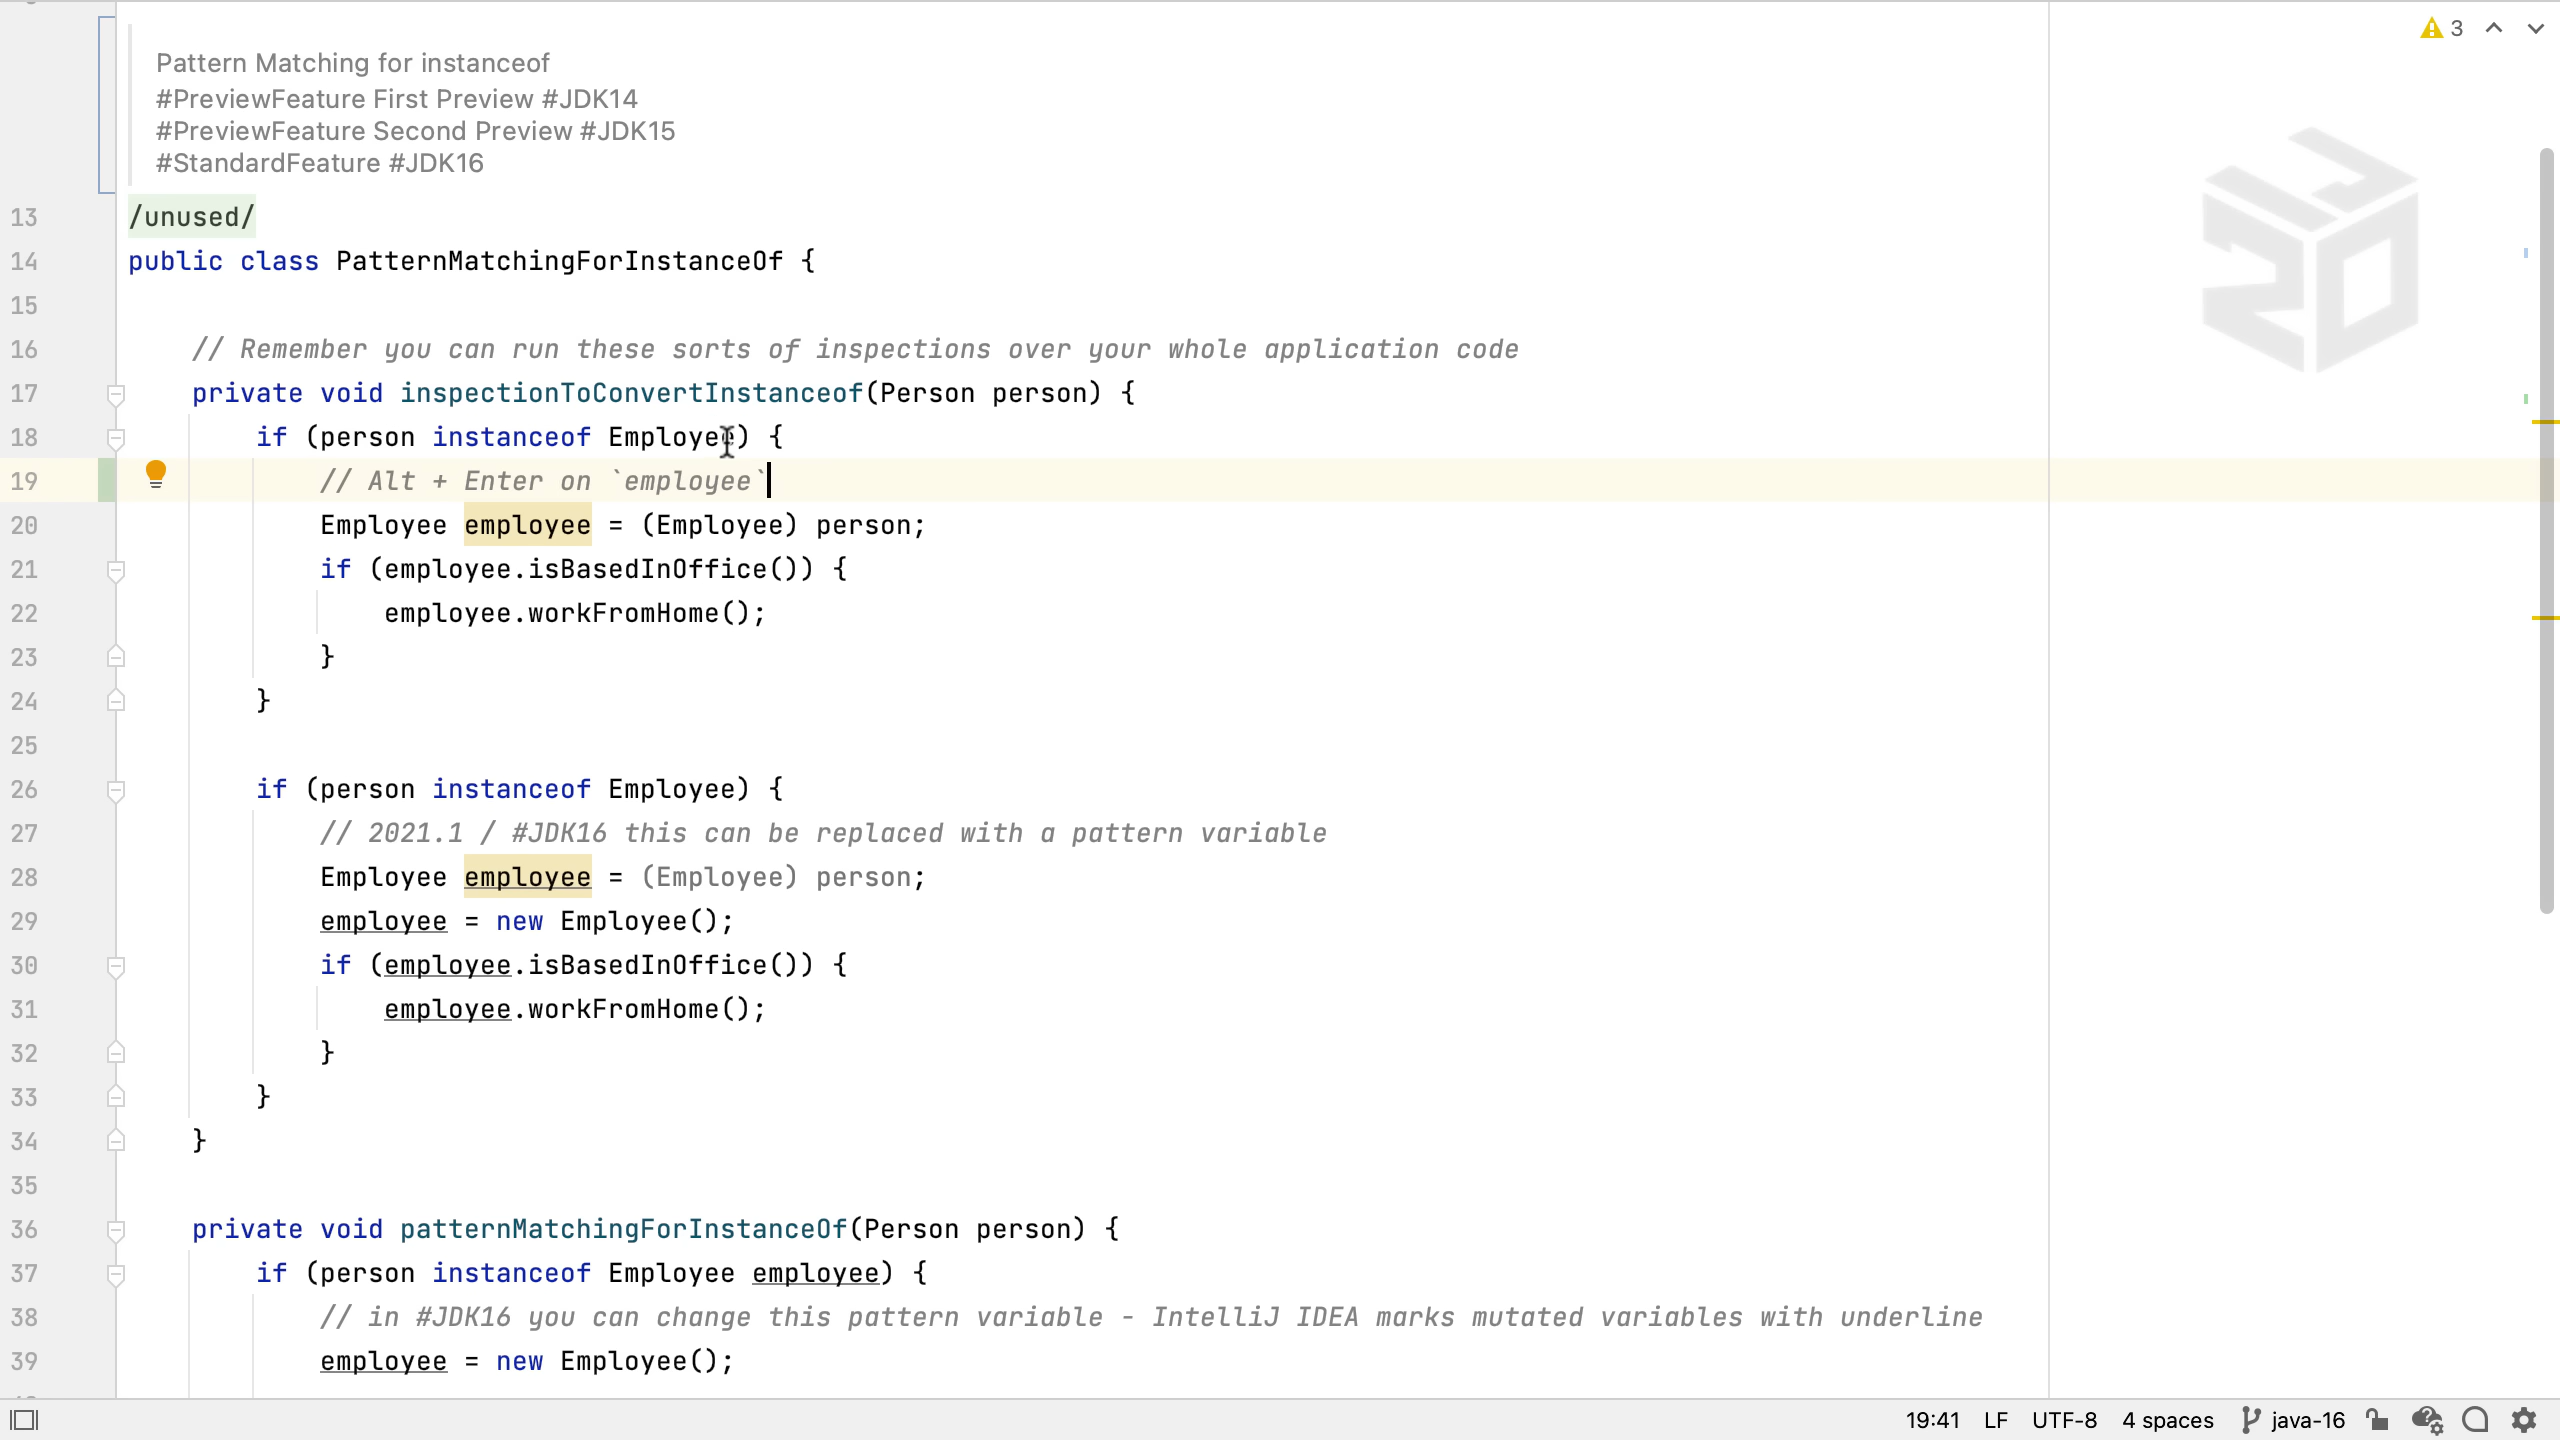 3
Pattern Matching for instanceof
#PreviewFeature First Preview #JDK14
#PreviewFeature Second Preview #JDK15
#StandardFeature #JDK16
13 /unused/
14 public class PatternMatchingForInstanceOf {
15
16 // Remember you can run these sorts of inspections over your whole application code
17 private void inspectionToConvertInstanceof(Person person) {
18 if (person instanceof Employee) {
19 // Alt + Enter on `employee`
20 Employee employee = (Employee) person;
21 if (employee.isBasedInOffice()) {
22 employee.workFromHome();
23 }
24 }
25
26 if (person instanceof Employee) {
27 // 2021.1 / #JDK16 this can be replaced with a pattern variable
28 Employee employee = (Employee) person;
29 employee = new Employee();
30 if (employee.isBasedInOffice()) {
31 employee.workFromHome();
32 }
33 }
34 }
35
36 private void patternMatchingForInstanceOf(Person person) {
37 if (person instanceof Employee employee) {
38 // in #JDK16 you can change this pattern variable - IntelliJ IDEA marks mutated variables with underline
39 employee = new Employee();
19:41 LF UTF-8 4 spaces java-16
IJ
20